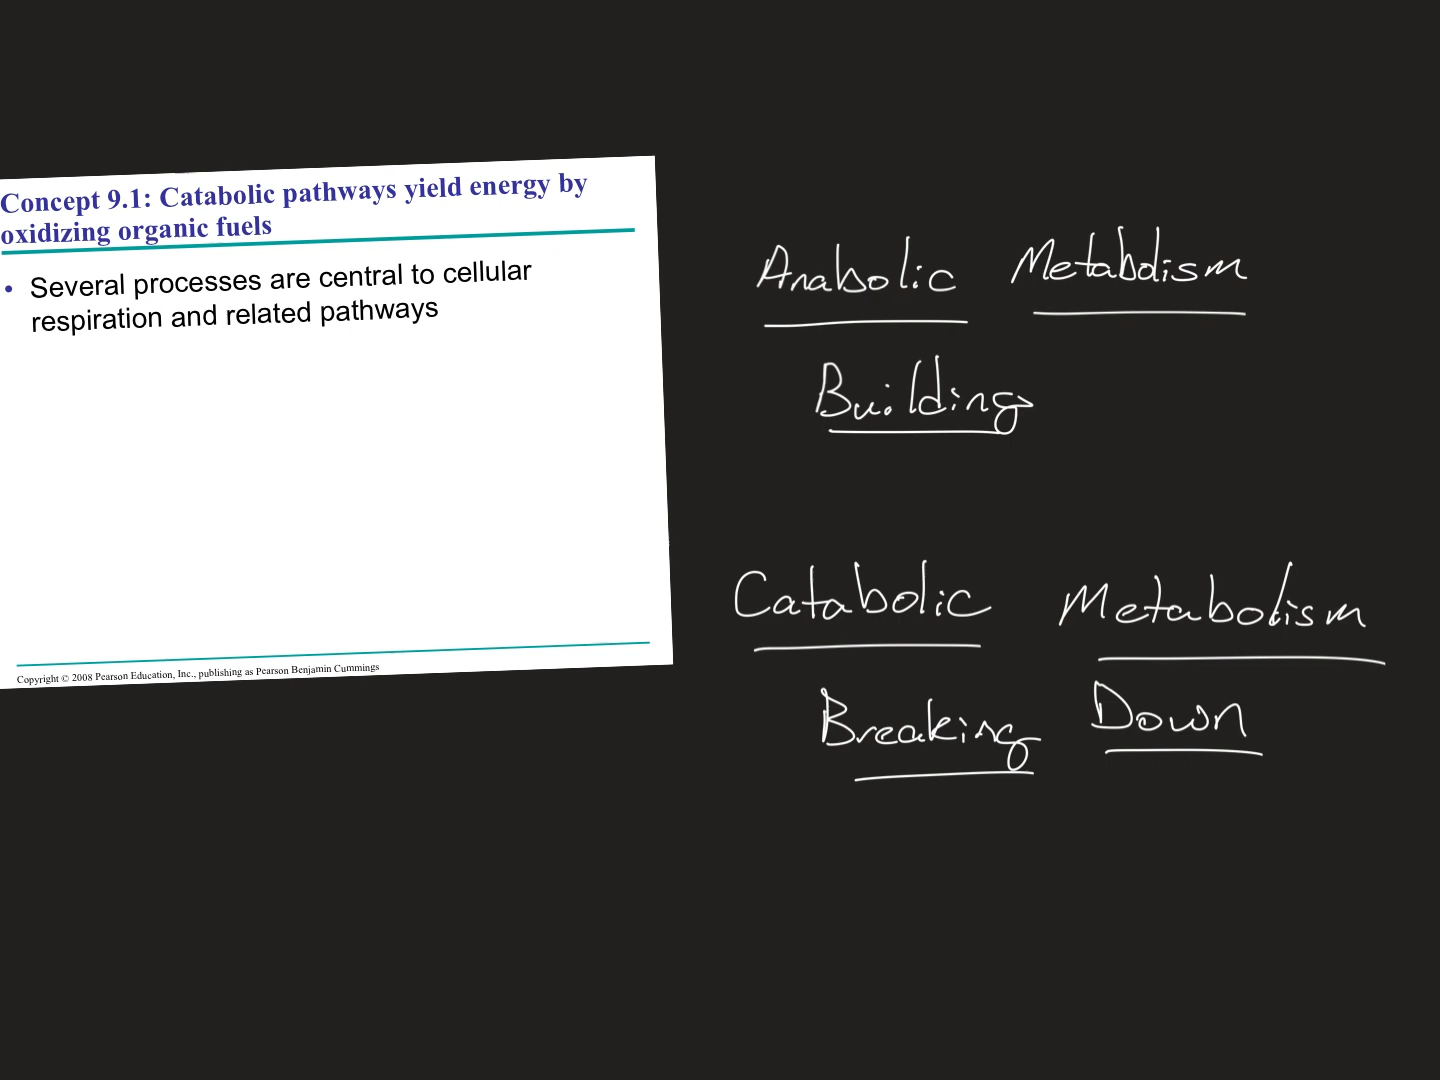 Concept 9.1: Catabolic pathways yield energy by
oxidizing organic fuels
• Several processes are central to cellular
respiration and related pathways
Copyright © 2008 Pearson Education, Inc., publishing as Pearson Benjamin Cummings
Anabolic Metabolism
Building
Catabolic Metabolism
Breaking Down